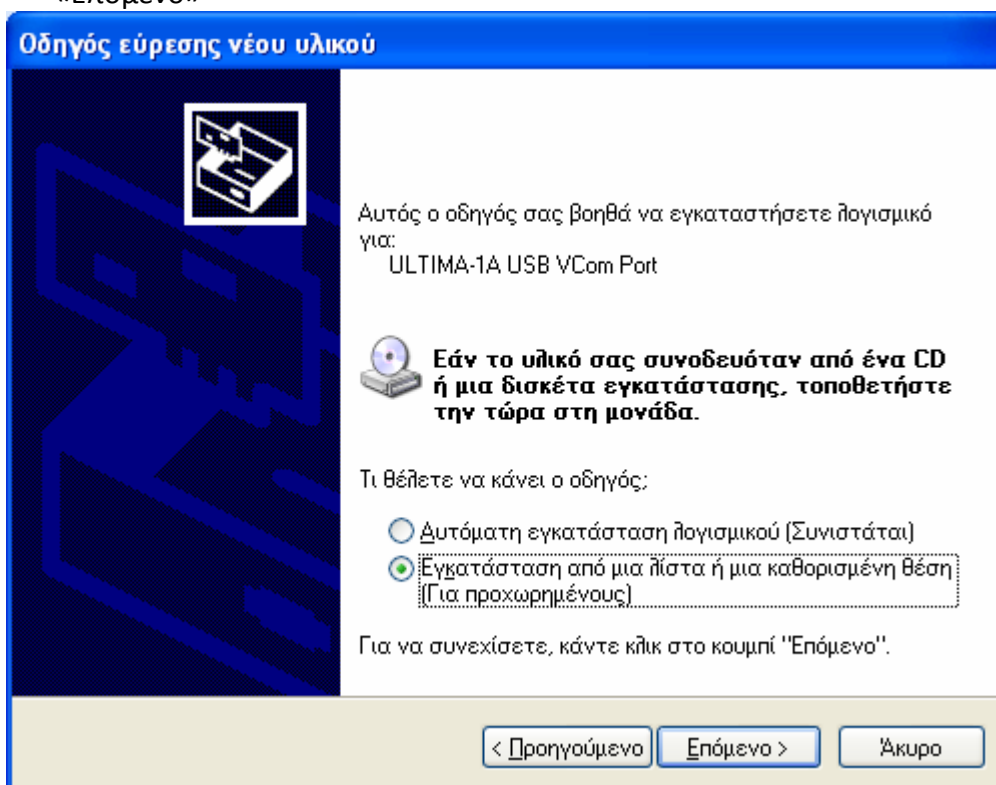 «Επόμενο»
Οδηγός εύρεσης νέου υλικού
Αυτός ο οδηγός σας βοηθά να εγκαταστήσετε λογισμικό
για:
ULTIMA-1A USB VCom Port
Εάν το υλικό σας συνοδευόταν από ένα CD
ή μια δισκέτα εγκατάστασης, τοποθετήστε
την τώρα στη μονάδα.
Τι θέλετε να κάνει ο οδηγός;
Αυτόματη εγκατάσταση λογισμικού (Συνιστάται)
Εγκατάσταση από μια λίστα ή μια καθορισμένη θέση
(Για προχωρημένους)
Για να συνεχίσετε, κάντε κλικ στο κουμπί "Επόμενο".
< Προηγούμενο Επόμενο > Άκυρο